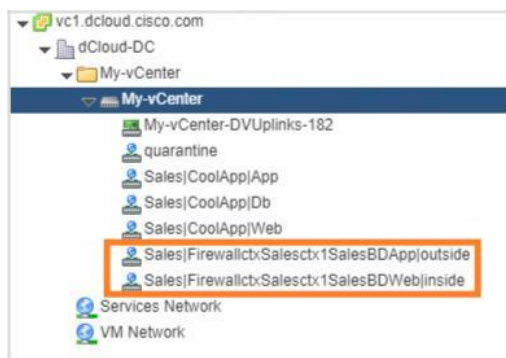 vc1.dcloud.cisco.com
dCloud-DC
My-vCenter
My-vCenter
My-vCenter-DVUplinks-182
quarantine
Sales|CoolApp|App
Sales|CoolApp|Db
Sales|CoolApp|Web
Sales|FirewallctxSalesctx1SalesBDApp|outside
Sales|FirewallctxSalesctx1SalesBDWeb|inside
Services Network
VM Network